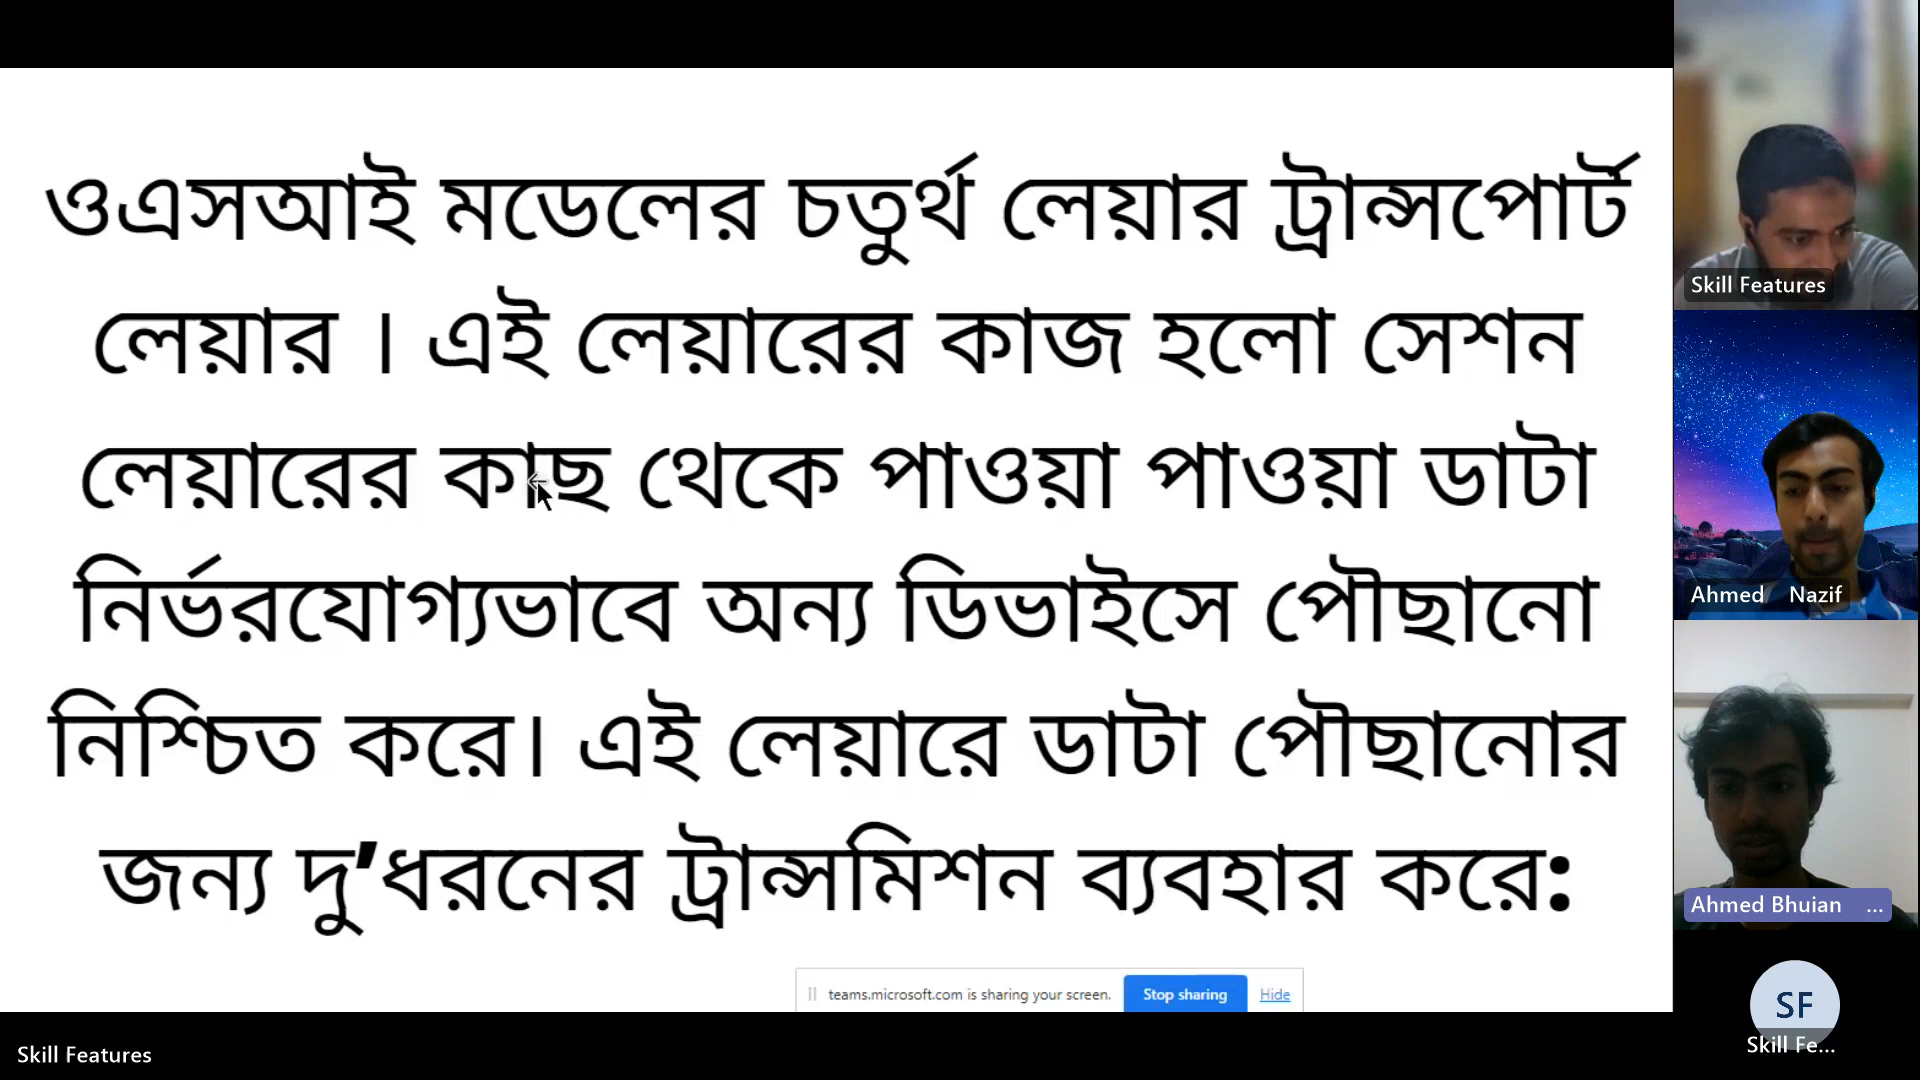 ওএসআই মডেলের চতুর্থ লেয়ার ট্রান্সপোর্ট
লেয়ার । এই লেয়ারের কাজ হলো সেশন
লেয়ারের কাছ থেকে পাওয়া পাওয়া ডাটা
নির্ভরযোগ্যভাবে অন্য ডিভাইসে পৌছানো
নিশ্চিত করে। এই লেয়ারে ডাটা পৌছানোর
জন্য দু’ধরনের ট্রান্সমিশন ব্যবহার করে:
teams.microsoft.com is sharing your screen. Stop sharing Hide
Skill Features
Skill Features
Ahmed Nazif
Ahmed Bhuian ...
SF
Skill Fe...